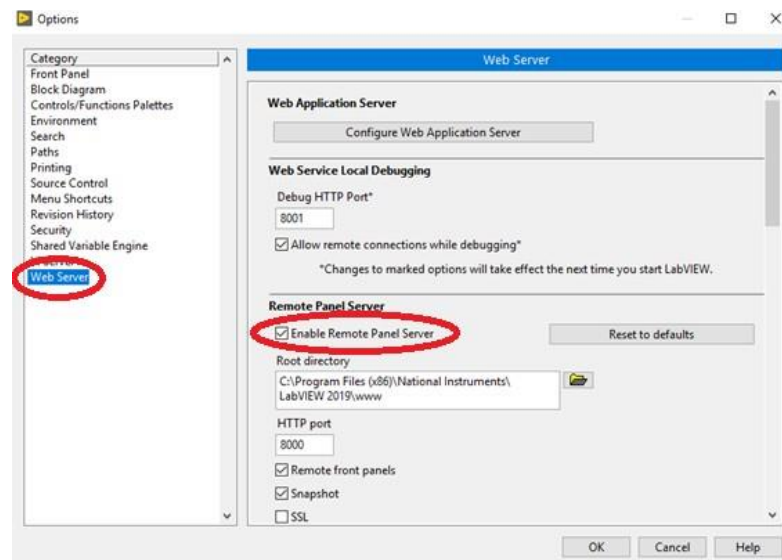 Options
Category
Front Panel
Block Diagram
Controls/Functions Palettes
Environment
Search
Paths
Printing
Source Control
Menu Shortcuts
Revision History
Security
Shared Variable Engine
Web Server
Web Server
Web Application Server
Configure Web Application Server
Web Service Local Debugging
Debug HTTP Port*
8001
Allow remote connections while debugging*
*Changes to marked options will take effect the next time you start LabVIEW.
Remote Panel Server
Enable Remote Panel Server
Reset to defaults
Root directory
C:\Program Files (x86)\National Instruments\
LabVIEW 2019\www
HTTP port
8000
Remote front panels
Snapshot
SSL
OK
Cancel
Help